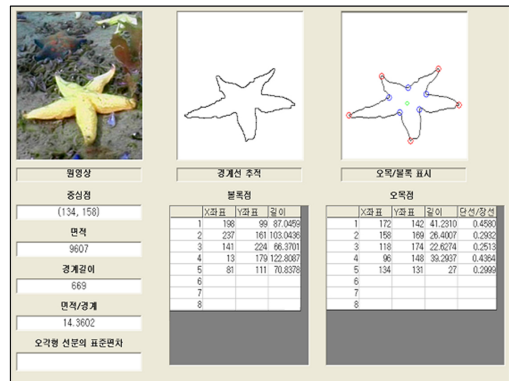 원영상
경계선 추적
오목/볼록 표시
중심점
(134, 158)
면적
9607
경계길이
669
면적/경계
14.3602
오각형 선분의 표준편차
볼록점
X좌표 Y좌표 길이
1 198 99 87.0459
2 237 161 103.0436
3 141 224 66.3701
4 13 179 122.8087
5 81 111 70.8378
6
7
8
오목점
X좌표 Y좌표 길이 단선/장선
1 172 142 41.2310 0.4580
2 158 169 26.4007 0.2932
3 118 174 22.6274 0.2513
4 96 148 39.2937 0.4364
5 134 131 27 0.2999
6
7
8